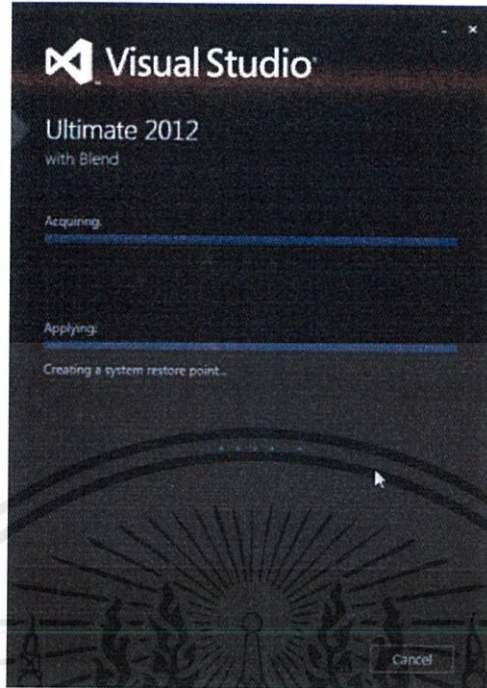 Visual Studio
Ultimate 2012
with Blend
Acquiring:
Applying:
Creating a system restore point...
Cancel